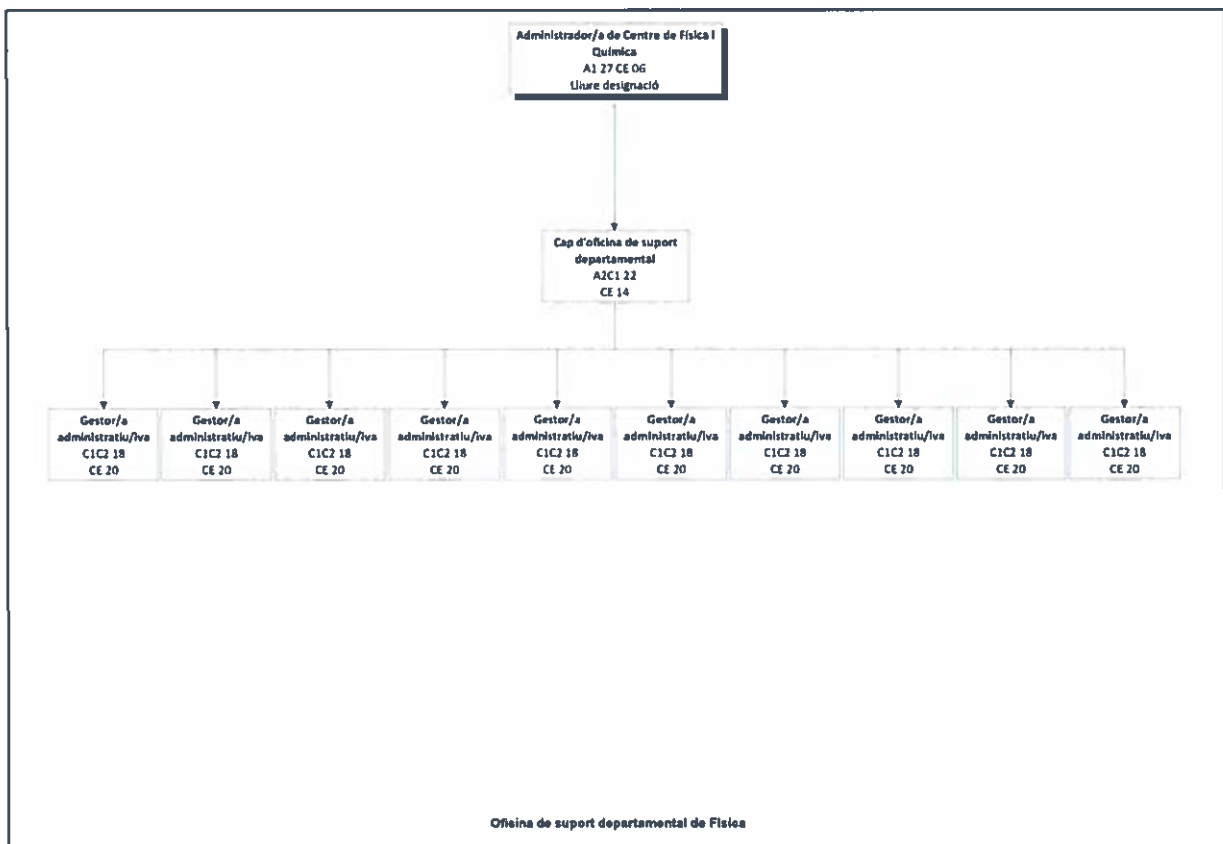 Administrador/a de Centre de Física i
Química
A1 27 CE 06
Lliure designació
Cap d'oficina de suport
departamental
A2C1 22
CE 14
Gestor/a
administratiu/iva
C1C2 18
CE 20
Gestor/a
administratiu/iva
C1C2 18
CE 20
Gestor/a
administratiu/iva
C1C2 18
CE 20
Gestor/a
administratiu/iva
C1C2 18
CE 20
Gestor/a
administratiu/iva
C1C2 18
CE 20
Gestor/a
administratiu/iva
C1C2 18
CE 20
Gestor/a
administratiu/iva
C1C2 18
CE 20
Gestor/a
administratiu/iva
C1C2 18
CE 20
Gestor/a
administratiu/iva
C1C2 18
CE 20
Gestor/a
administratiu/iva
C1C2 18
CE 20
Oficina de suport departamental de Física